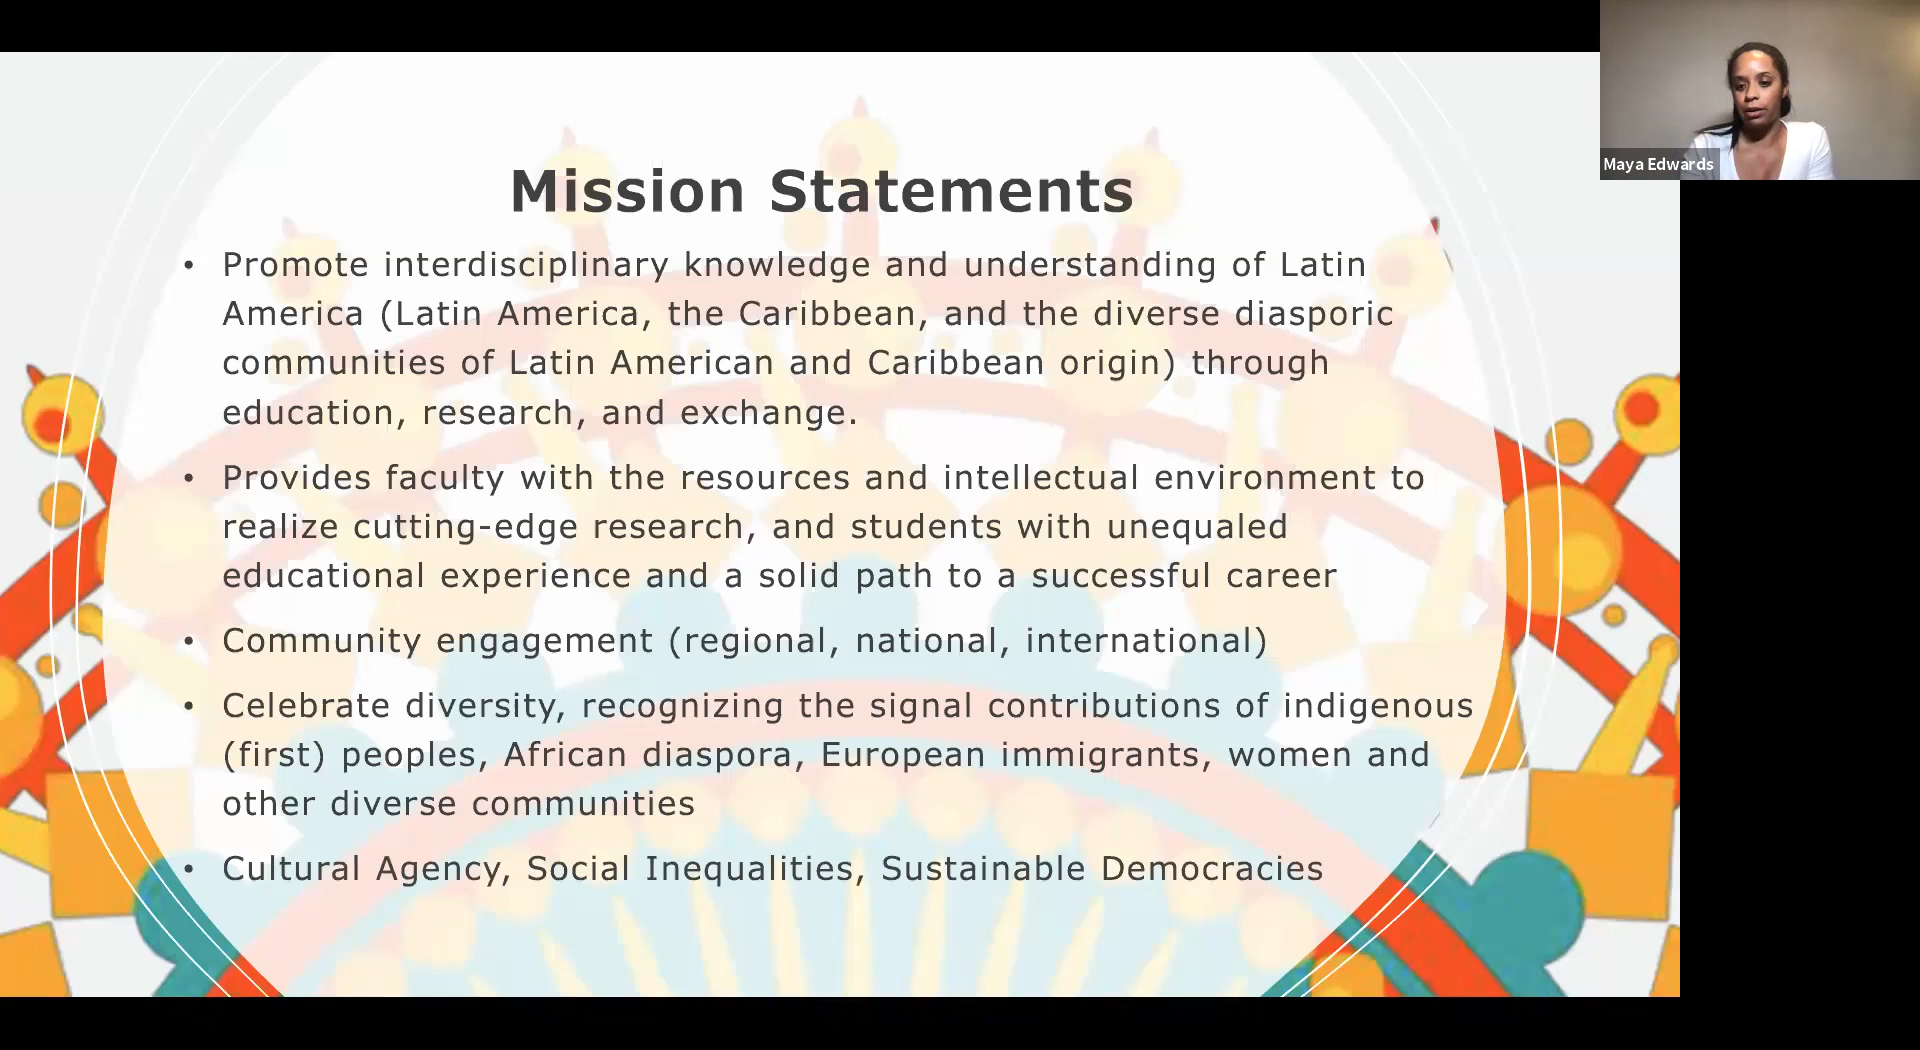 Maya Edwards
Mission Statements
• Promote interdisciplinary knowledge and understanding of Latin
America (Latin America, the Caribbean, and the diverse diasporic
communities of Latin American and Caribbean origin) through
education, research, and exchange.
• Provides faculty with the resources and intellectual environment to
realize cutting-edge research, and students with unequaled
educational experience and a solid path to a successful career
• Community engagement (regional, national, international)
• Celebrate diversity, recognizing the signal contributions of indigenous
(first) peoples, African diaspora, European immigrants, women and
other diverse communities
• Cultural Agency, Social Inequalities, Sustainable Democracies